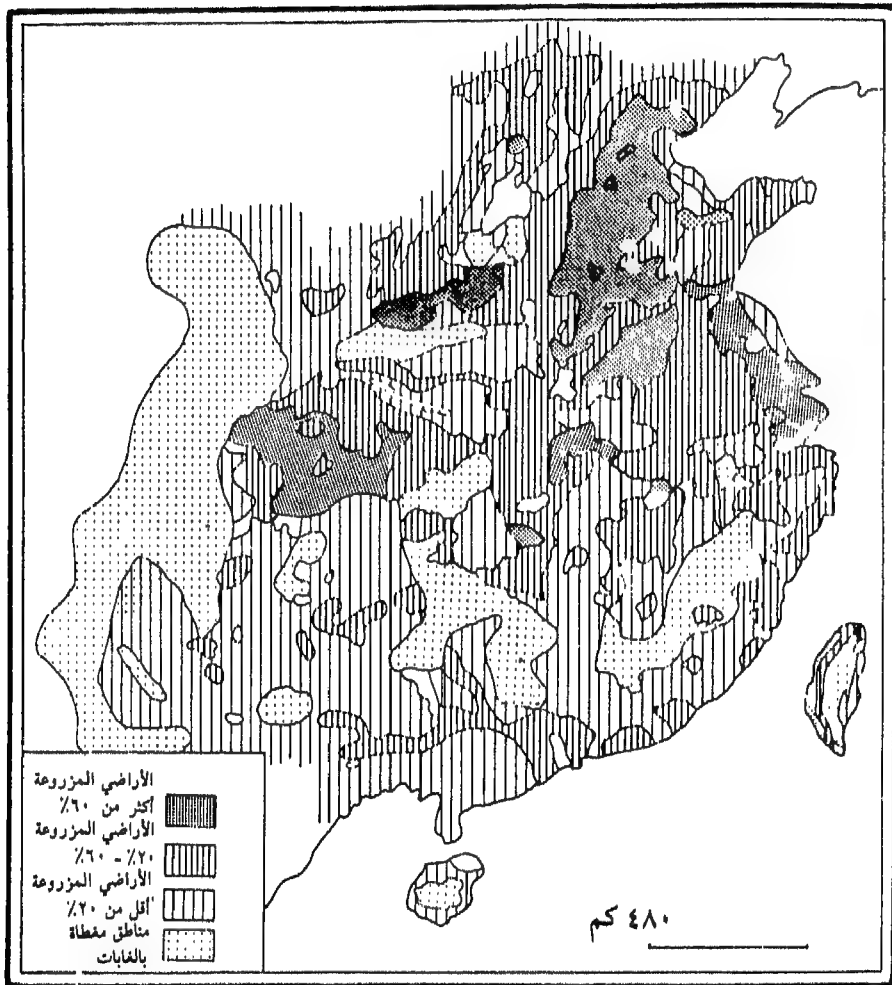 الأراضي المزروعة
أكثر من ٦٠٪
الأراضي المزروعة
٢٠٪ - ٦٠٪
الأراضي المزروعة
أقل من ٢٠٪
مناطق مغطاة
بالغابات
٤٨٠ كم